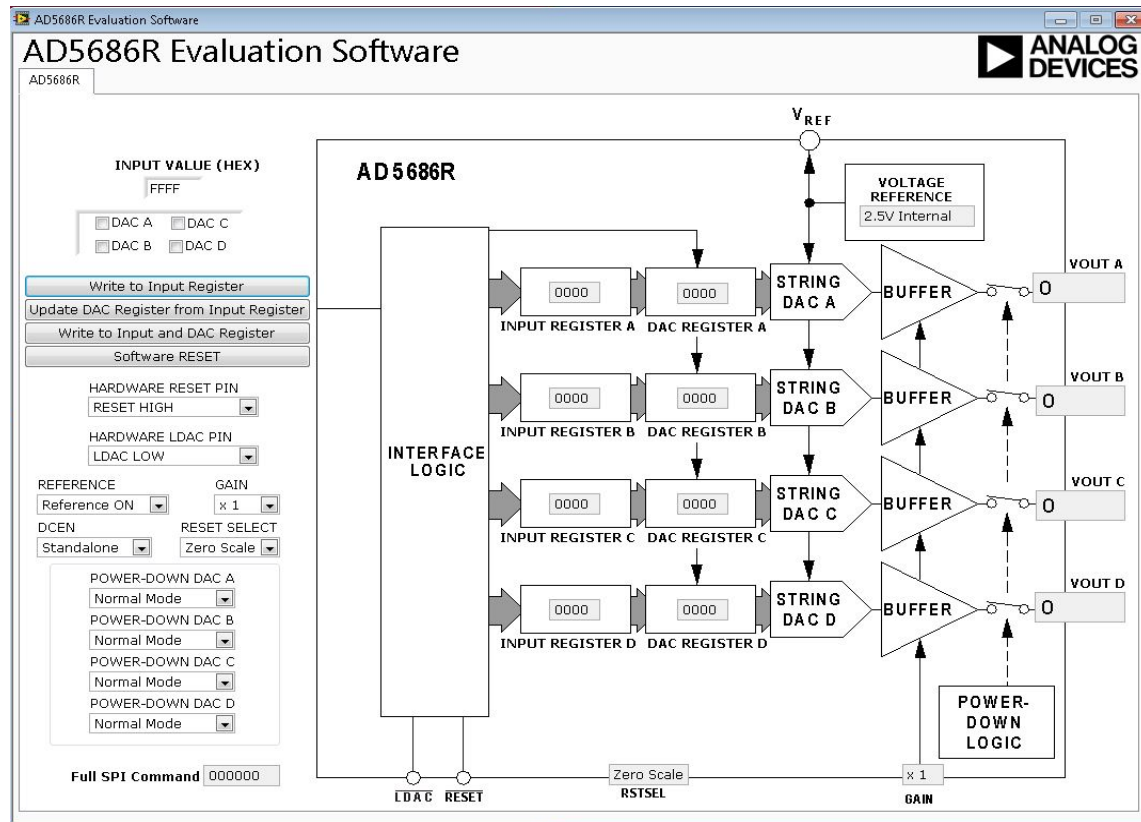 AD5686R Evaluation Software
AD5686R Evaluation Software
ANALOG
DEVICES
AD5686R
INPUT VALUE (HEX)
FFFF
DAC A
DAC C
DAC B
DAC D
Write to Input Register
Update DAC Register from Input Register
Write to Input and DAC Register
Software RESET
HARDWARE RESET PIN
RESET HIGH
HARDWARE LDAC PIN
LDAC LOW
REFERENCE
GAIN
Reference ON
x 1
DCEN
RESET SELECT
Standalone
Zero Scale
POWER-DOWN DAC A
Normal Mode
POWER-DOWN DAC B
Normal Mode
POWER-DOWN DAC C
Normal Mode
POWER-DOWN DAC D
Normal Mode
Full SPI Command 000000
VREF
AD5686R
VOLTAGE
REFERENCE
2.5V Internal
INTERFACE
LOGIC
0000
0000
STRING
DAC A
BUFFER
VOUT A
0
INPUT REGISTER A
DAC REGISTER A
0000
0000
STRING
DAC B
BUFFER
VOUT B
0
INPUT REGISTER B
DAC REGISTER B
0000
0000
STRING
DAC C
BUFFER
VOUT C
0
INPUT REGISTER C
DAC REGISTER C
0000
0000
STRING
DAC D
BUFFER
VOUT D
0
INPUT REGISTER D
DAC REGISTER D
POWER-
DOWN
LOGIC
LDAC
RESET
Zero Scale
RSTSEL
x 1
GAIN